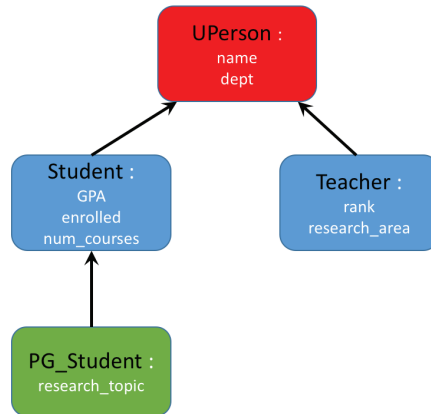 UPerson :
name
dept
Student :
GPA
enrolled
num_courses
Teacher :
rank
research_area
PG_Student :
research_topic